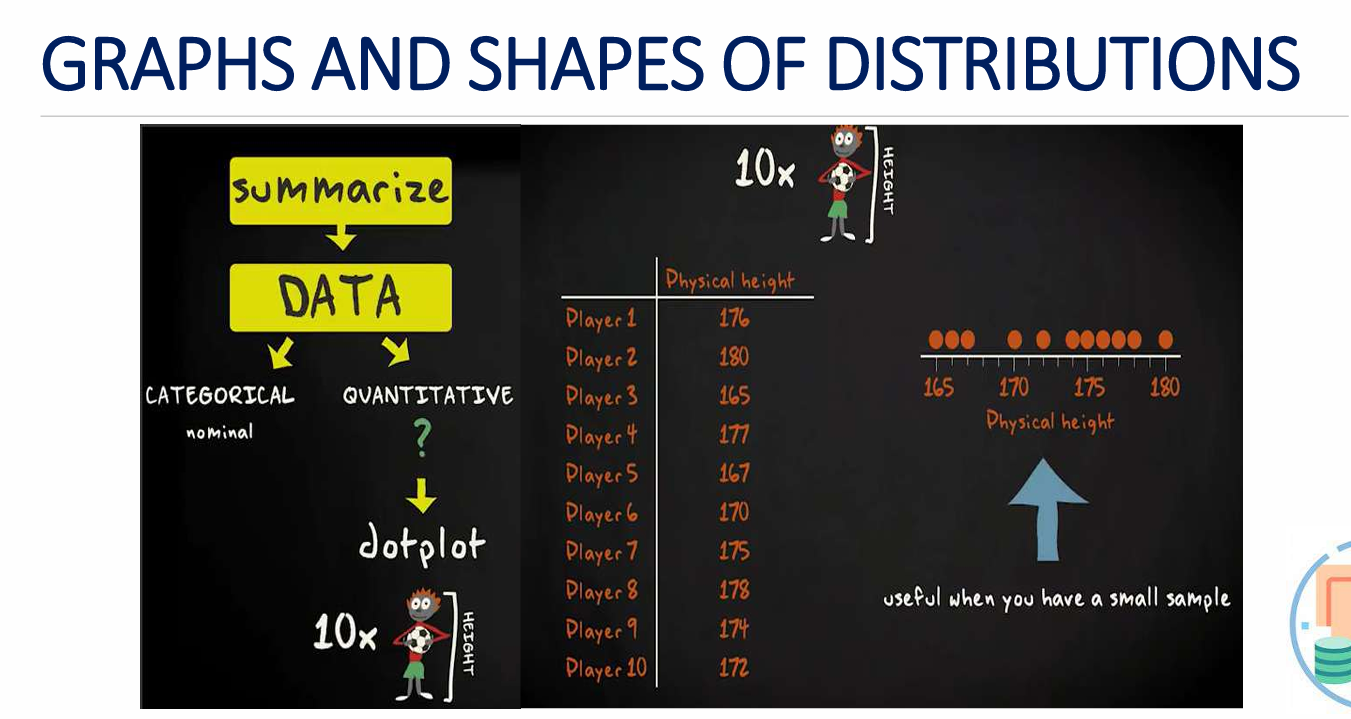 GRAPHS AND SHAPES OF DISTRIBUTIONS
summarize
DATA
CATEGORICAL
nominal
QUANTITATIVE
?
dotplot
10x
HEIGHT
10x
HEIGHT
Physical height
Player 1 176
Player 2 180
Player 3 165
Player 4 177
Player 5 167
Player 6 170
Player 7 175
Player 8 178
Player 9 174
Player 10 172
165 170 175 180
Physical height
useful when you have a small sample